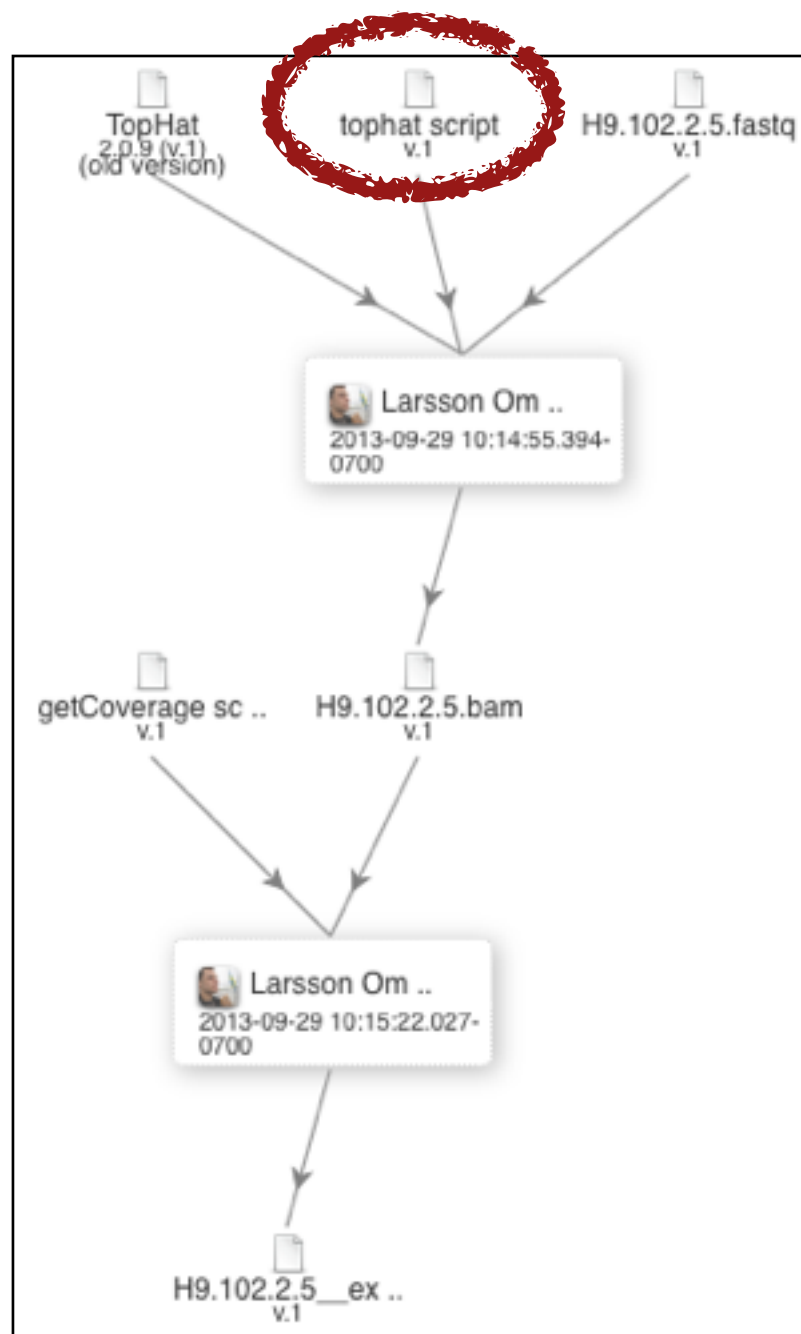 TopHat
2.0.9 (v.1)
(old version)
tophat script
v.1
H9.102.2.5.fastq
v.1
Larsson Om ..
2013-09-29 10:14:55.394-
0700
getCoverage sc ..
v.1
H9.102.2.5.bam
v.1
Larsson Om ..
2013-09-29 10:15:22.027-
0700
H9.102.2.5__ex ..
v.1